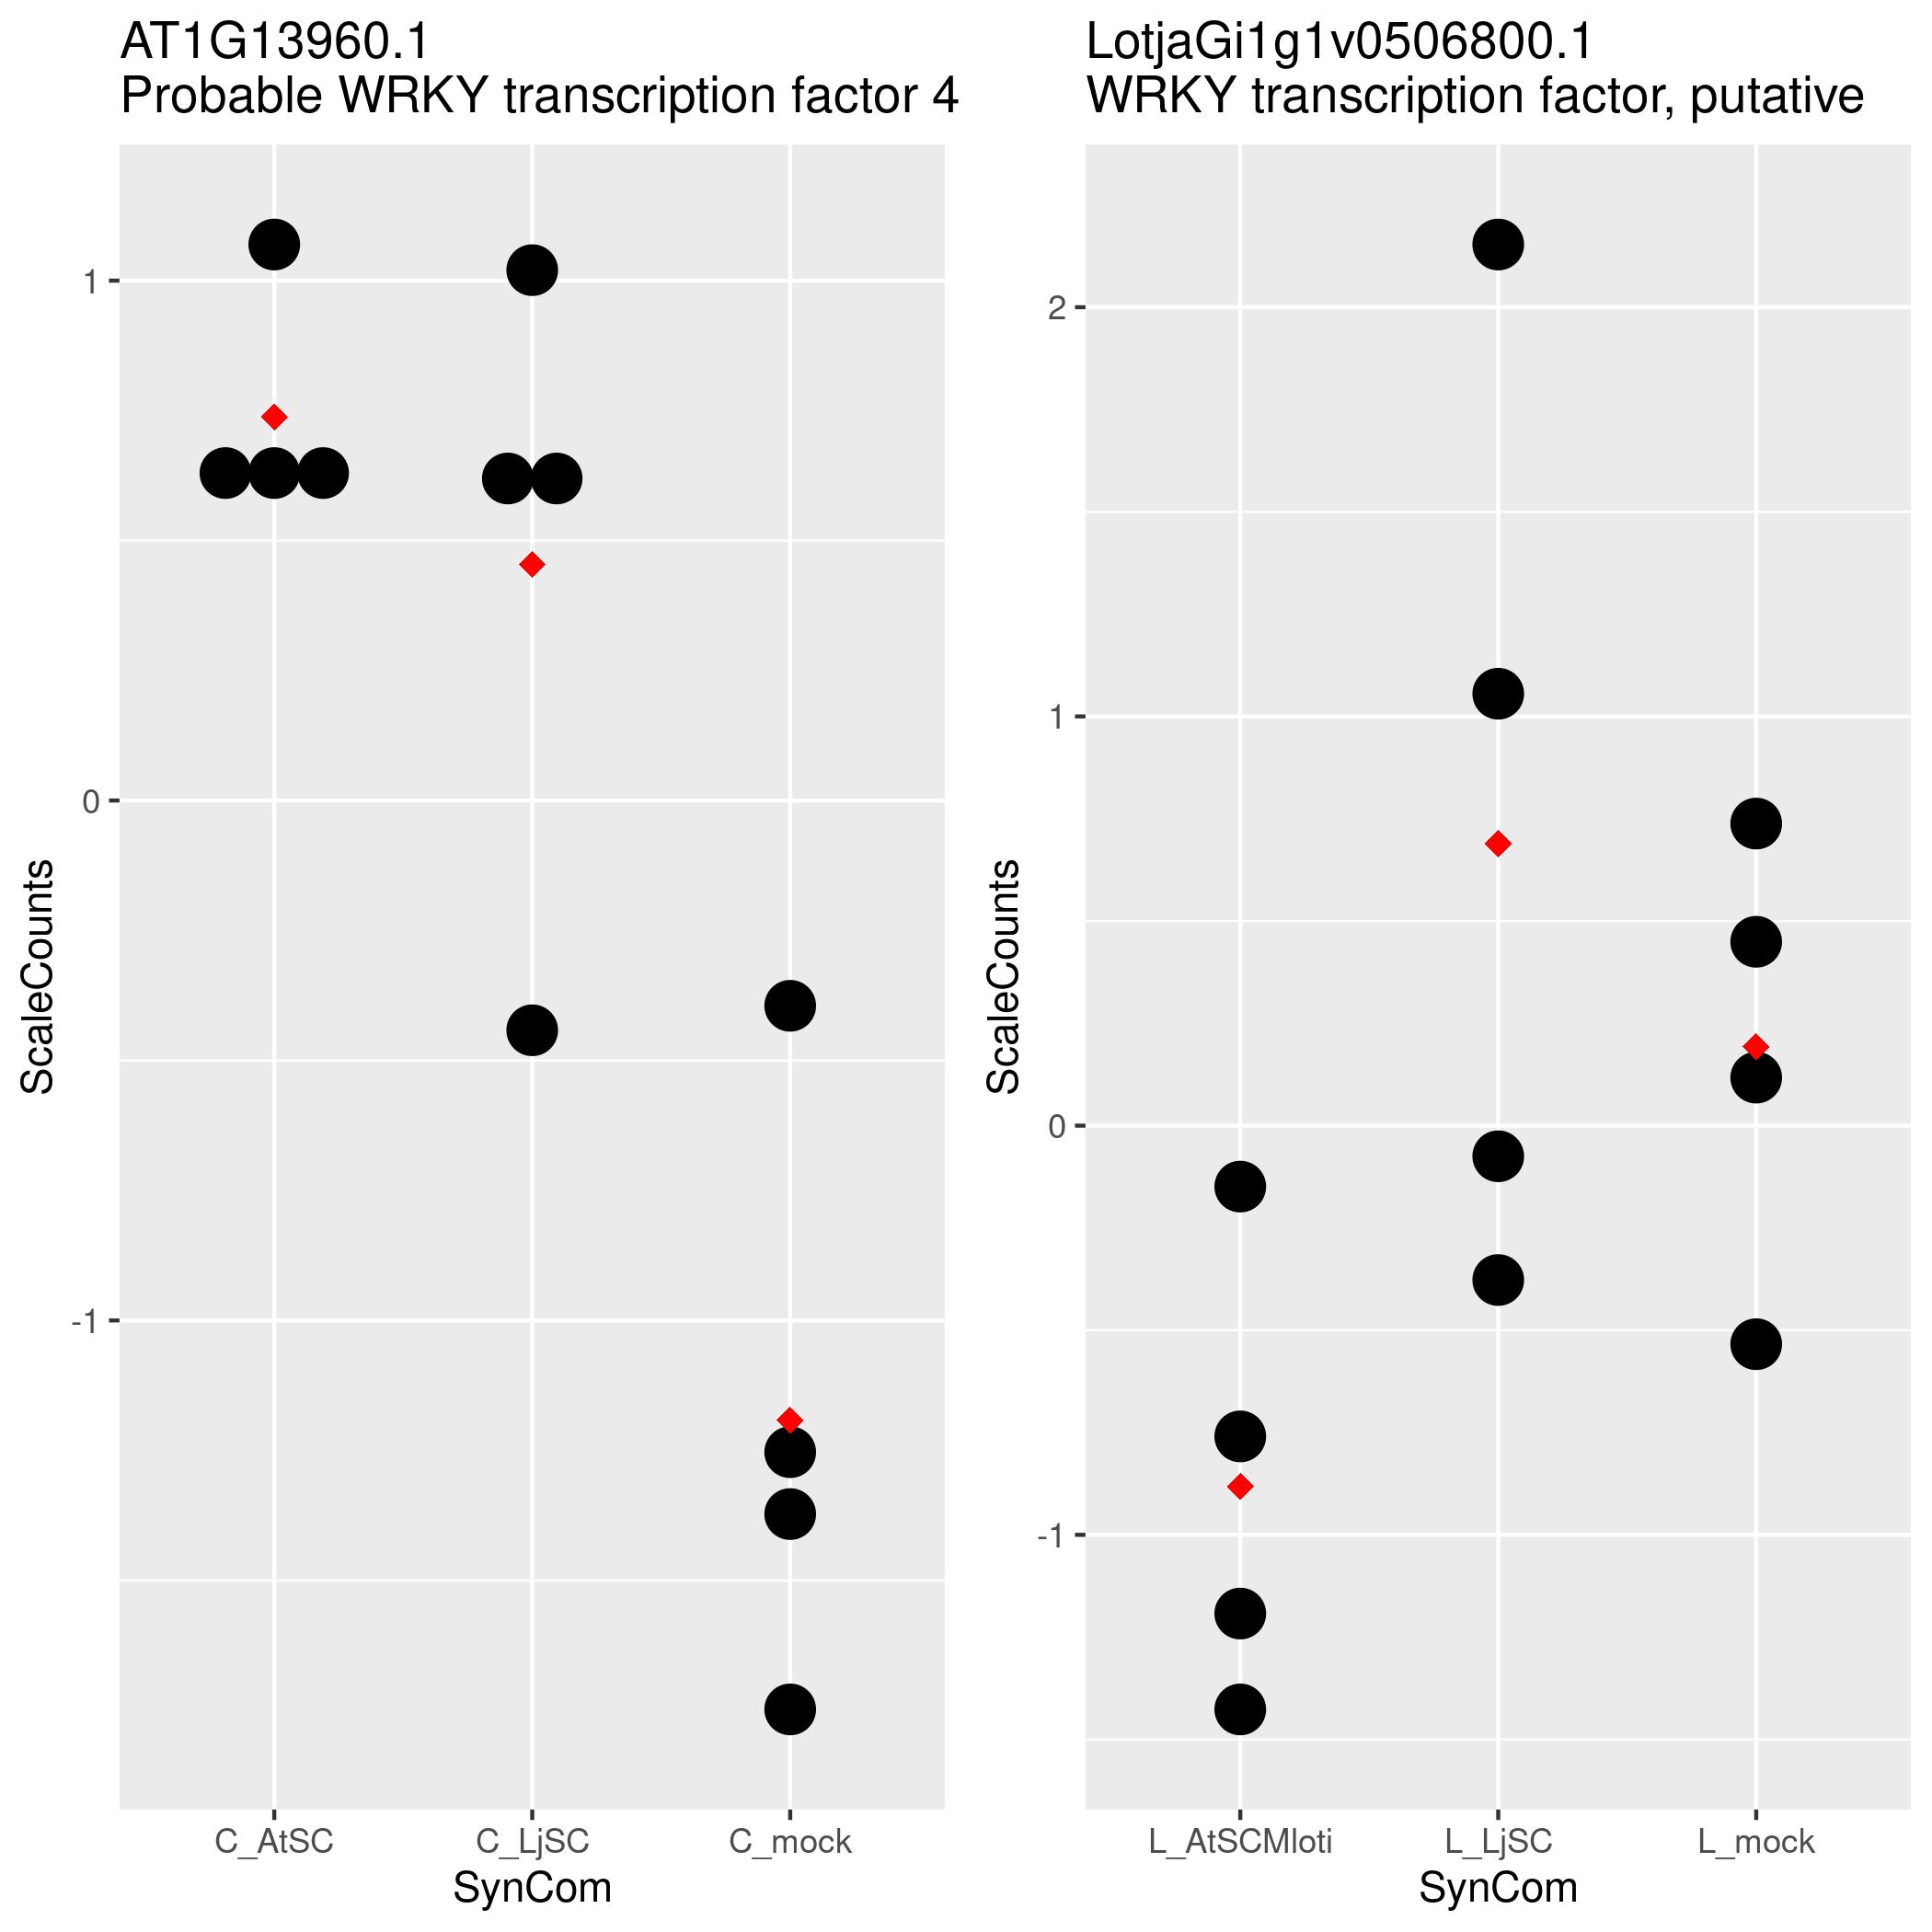 AT1G13960.1
Probable WRKY transcription factor 4
ScaleCounts
1
0
-1
C_AtSC
C_LjSC
C_mock
SynCom
LotjaGi1g1v0506800.1
WRKY transcription factor, putative
ScaleCounts
2
1
0
-1
L_AtSCMloti
L_LjSC
L_mock
SynCom